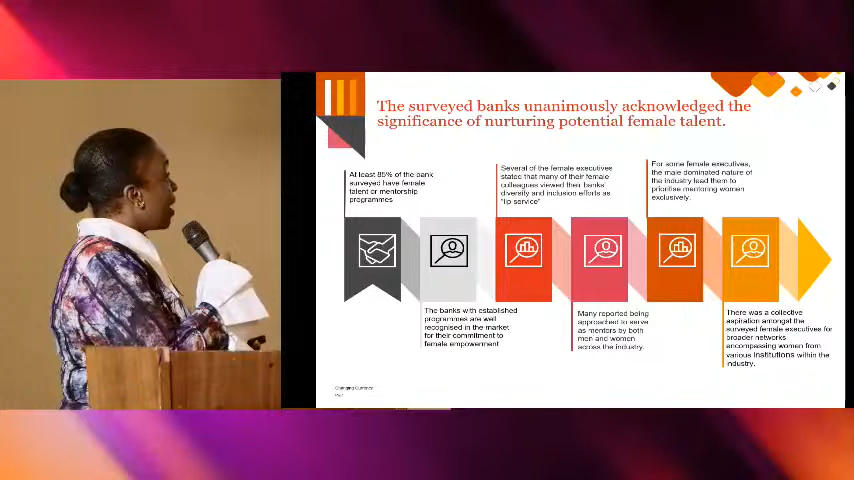 The surveyed banks unanimously acknowledged the
significance of nurturing potential female talent.
At least 85% of the bank
surveyed have female
talent or mentorship
programmes
The banks with established
programmes are well
recognised in the market
for their commitment to
female empowerment
Several of the female executives
stated that many of their female
colleagues viewed their banks'
diversity and inclusion efforts as
"lip service"
Many reported being
approached to serve
as mentors by both
men and women
across the industry.
For some female executives,
the male dominated nature of
the industry lead them to
prioritise mentoring women
exclusively.
There was a collective
aspiration amongst the
surveyed female executives for
broader networks
encompassing women from
various institutions within the
industry.
Changing Currency
PwC